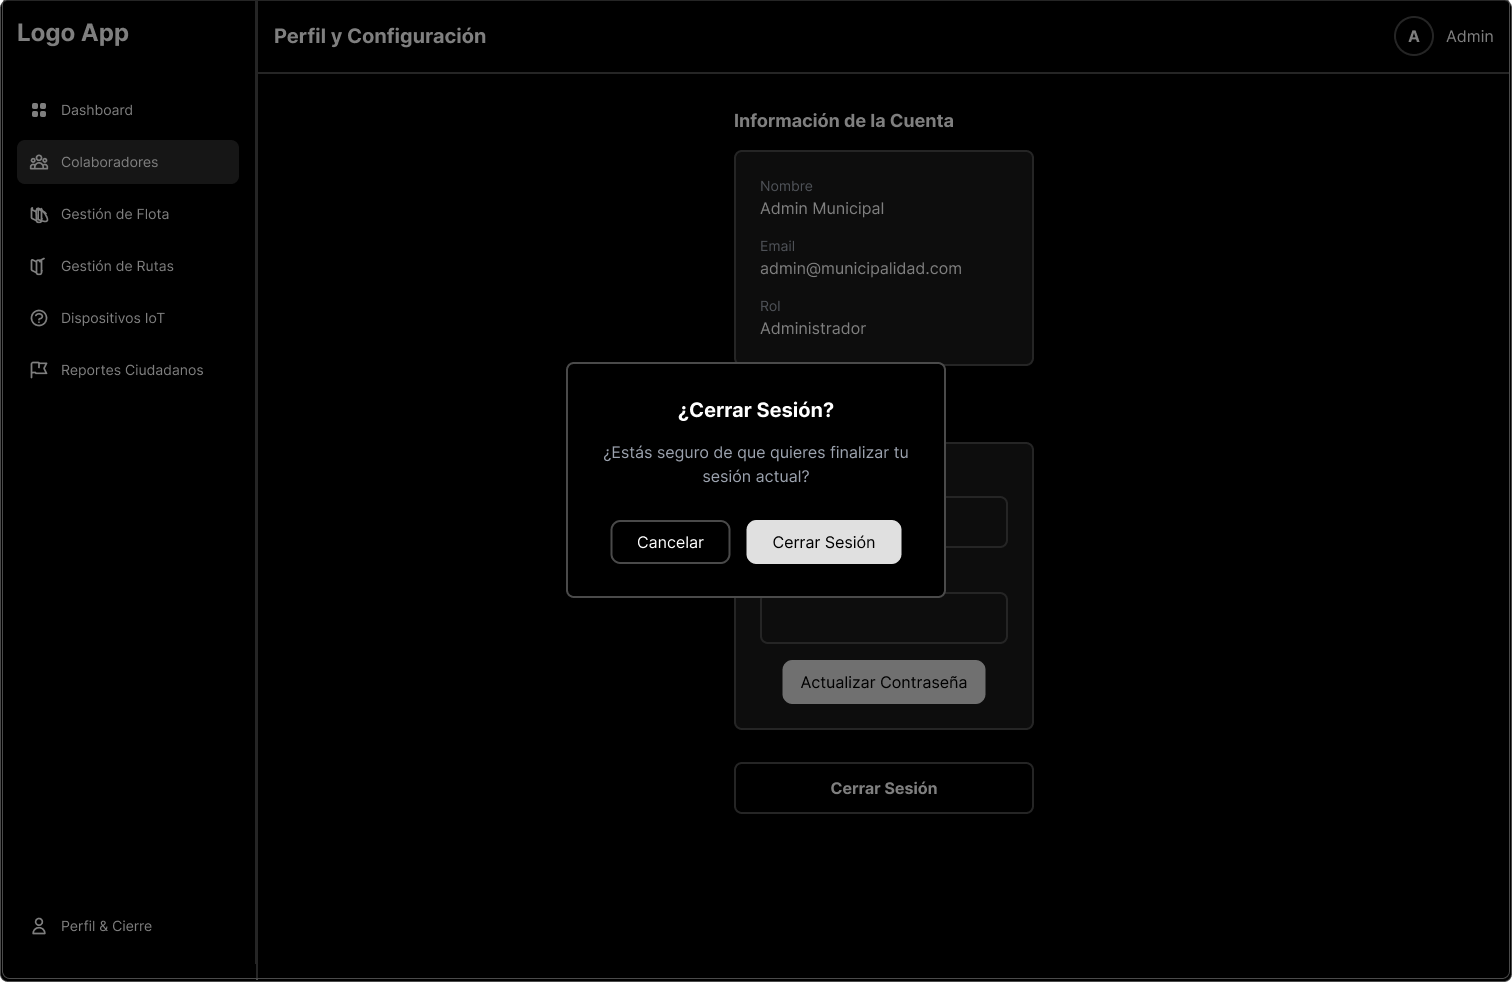 Logo App
Dashboard
Colaboradores
Gestión de Flota
Gestión de Rutas
Dispositivos IoT
Reportes Ciudadanos
Perfil & Cierre
Perfil y Configuración
A
Admin
Información de la Cuenta
Nombre
Admin Municipal
Email
admin@municipalidad.com
Rol
Administrador
¿Cerrar Sesión?
¿Estás seguro de que quieres finalizar tu
sesión actual?
Cancelar
Cerrar Sesión
Actualizar Contraseña
Cerrar Sesión